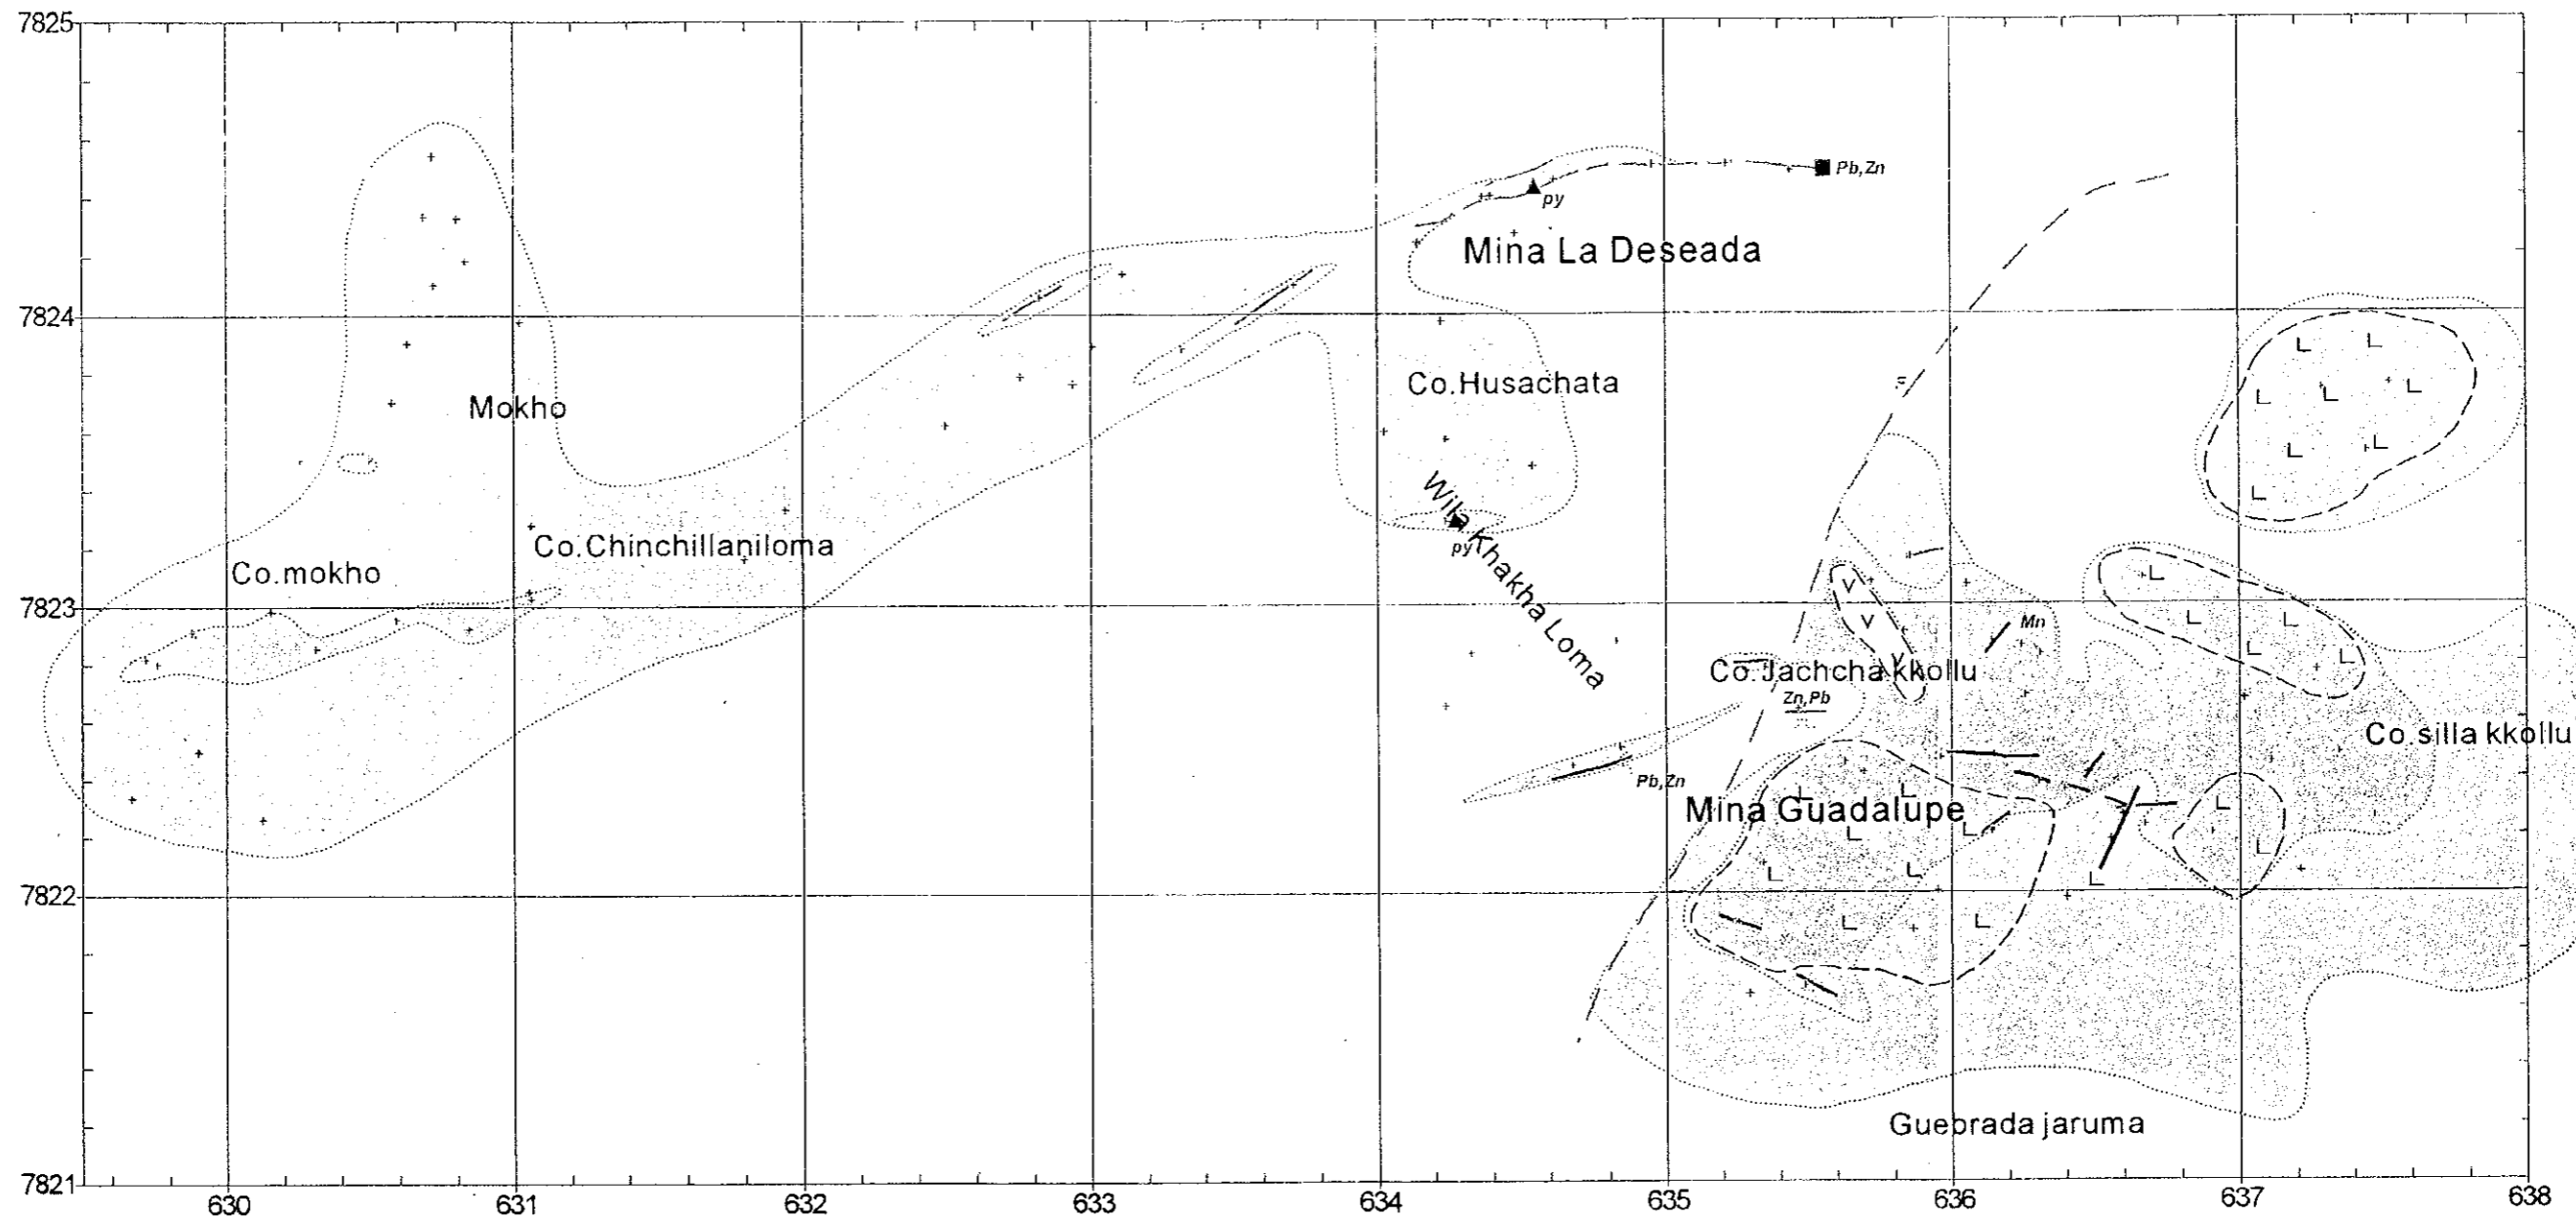 7825
Pb,Zn
py
Mina La Deseada
7824
Co.Husachata
Mokho
Wila Khakha Loma
py
Co.Chinchillaniloma
Co.mokho
7823
Mn
Co.Jachcha kkollu
Zn,Pb
Co.silla kkollu
Pb,Zn
Mina Guadalupe
7822
Guebrada jaruma
7821
630 631 632 633 634 635 636 637 638